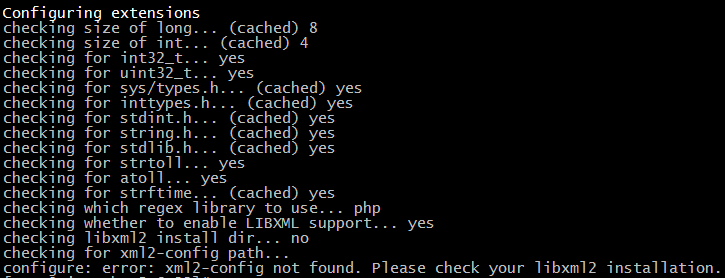 Configuring extensions
checking size of long... (cached) 8
checking size of int... (cached) 4
checking for int32_t... yes
checking for uint32_t... yes
checking for sys/types.h... (cached) yes
checking for inttypes.h... (cached) yes
checking for stdint.h... (cached) yes
checking for string.h... (cached) yes
checking for stdlib.h... (cached) yes
checking for strtoll... yes
checking for atoll... yes
checking for strftime... (cached) yes
checking which regex library to use... php
checking whether to enable LIBXML support... yes
checking libxml2 install dir... no
checking for xml2-config path...
configure: error: xml2-config not found. Please check your libxml2 installation.